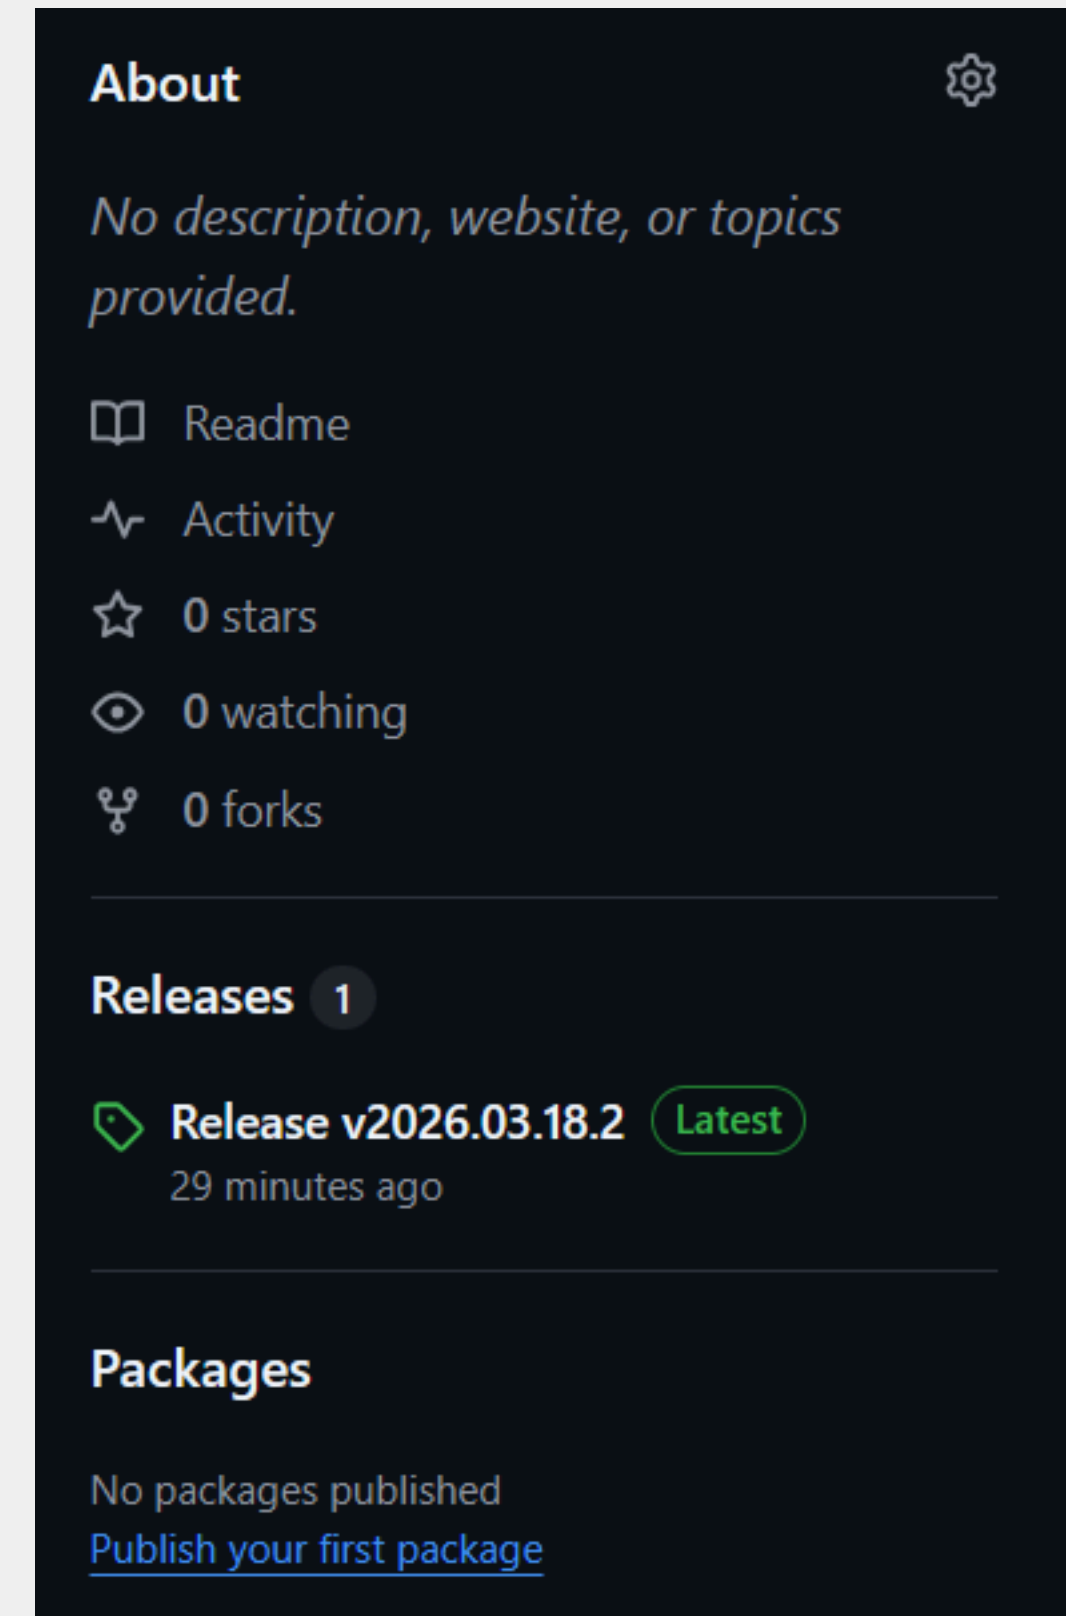 About
No description, website, or topics
provided.
Readme
Activity
0 stars
0 watching
0 forks
Releases 1
Release v2026.03.18.2 Latest
29 minutes ago
Packages
No packages published
Publish your first package